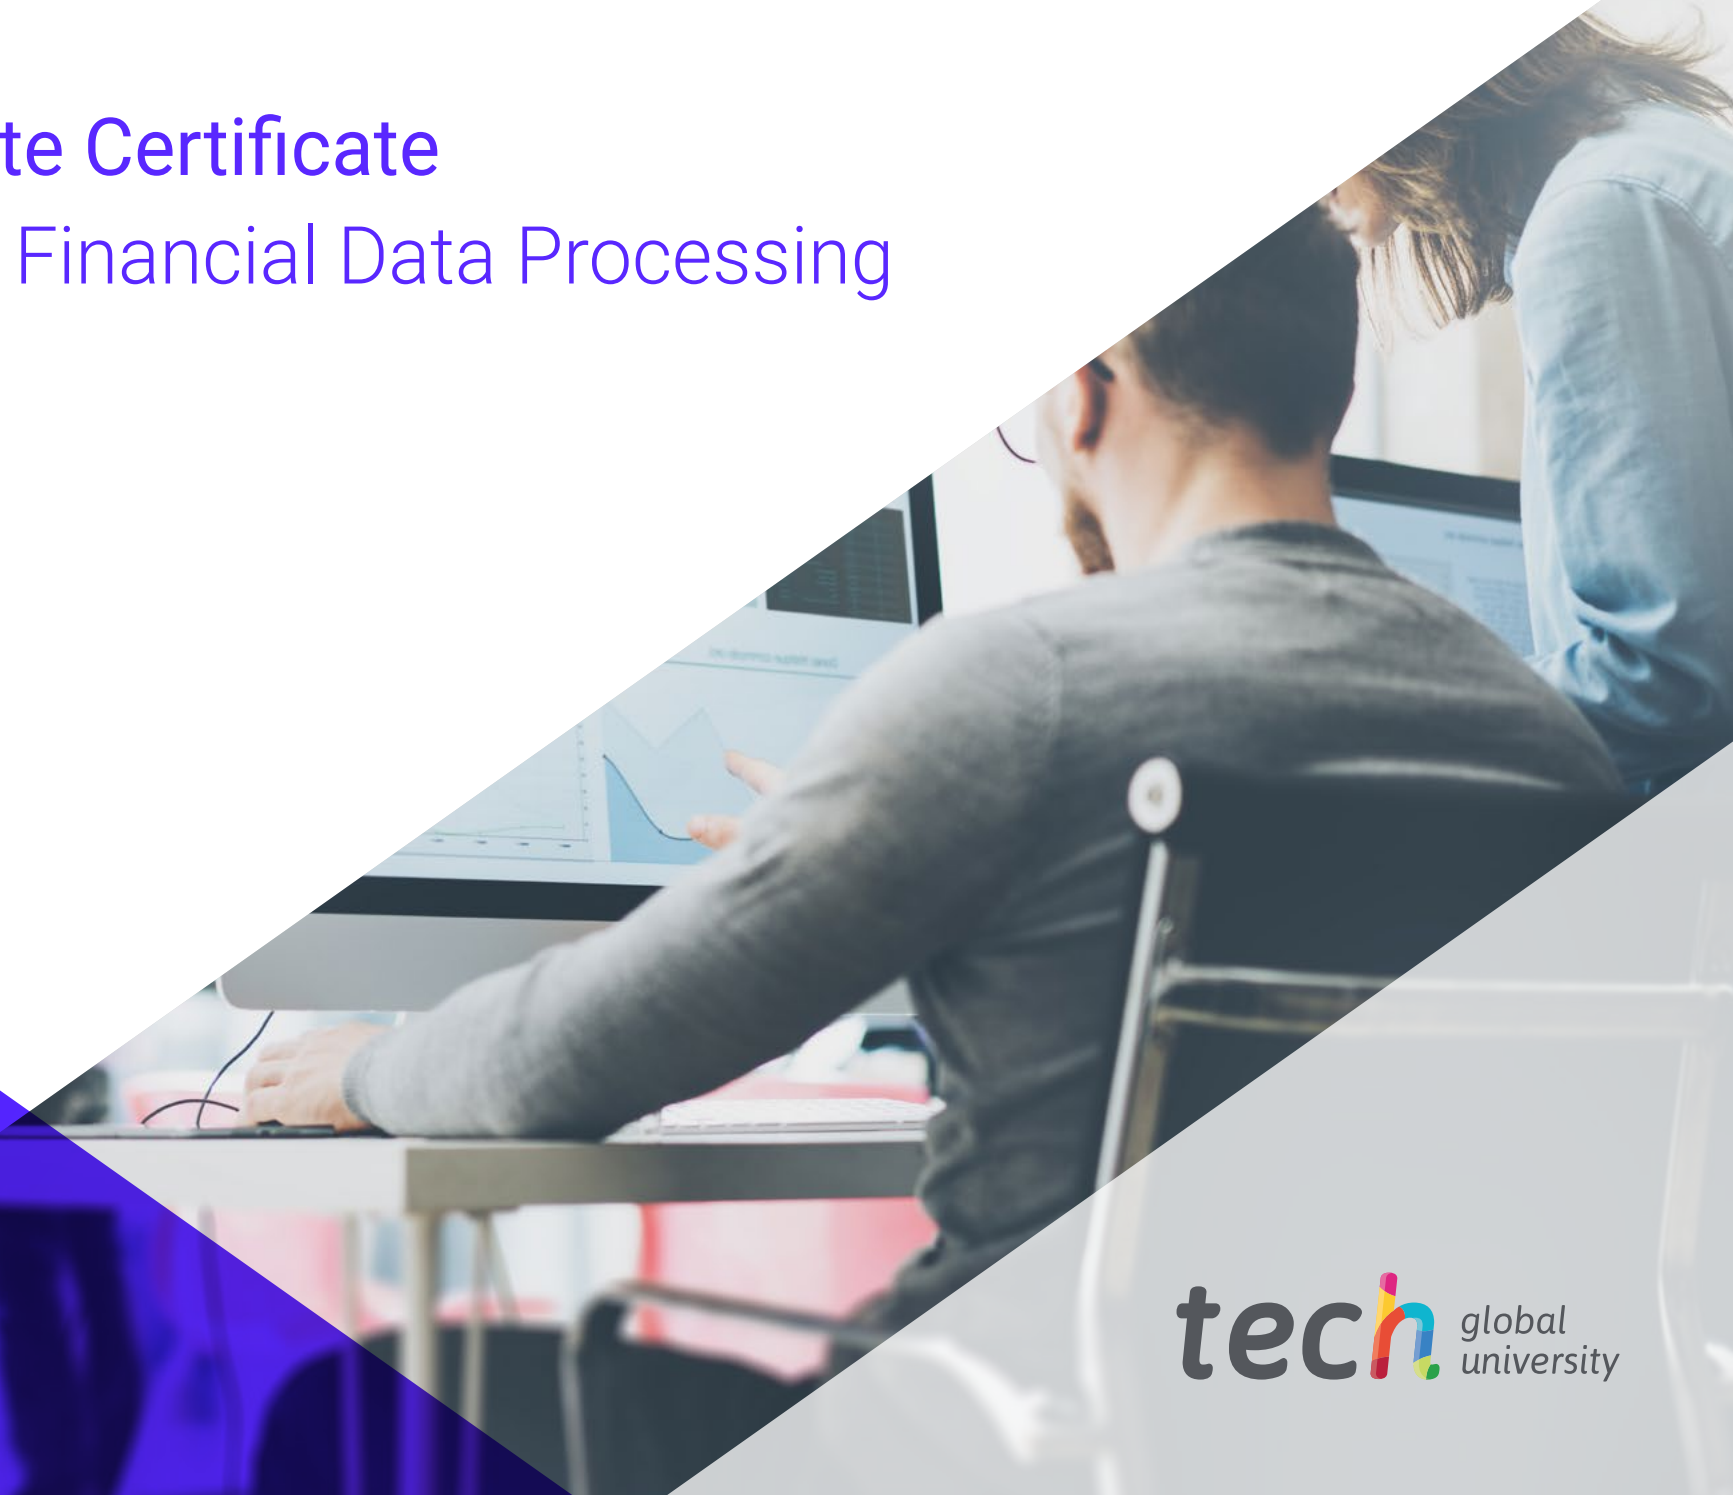 te Certificate
Financial Data Processing
tech global
university